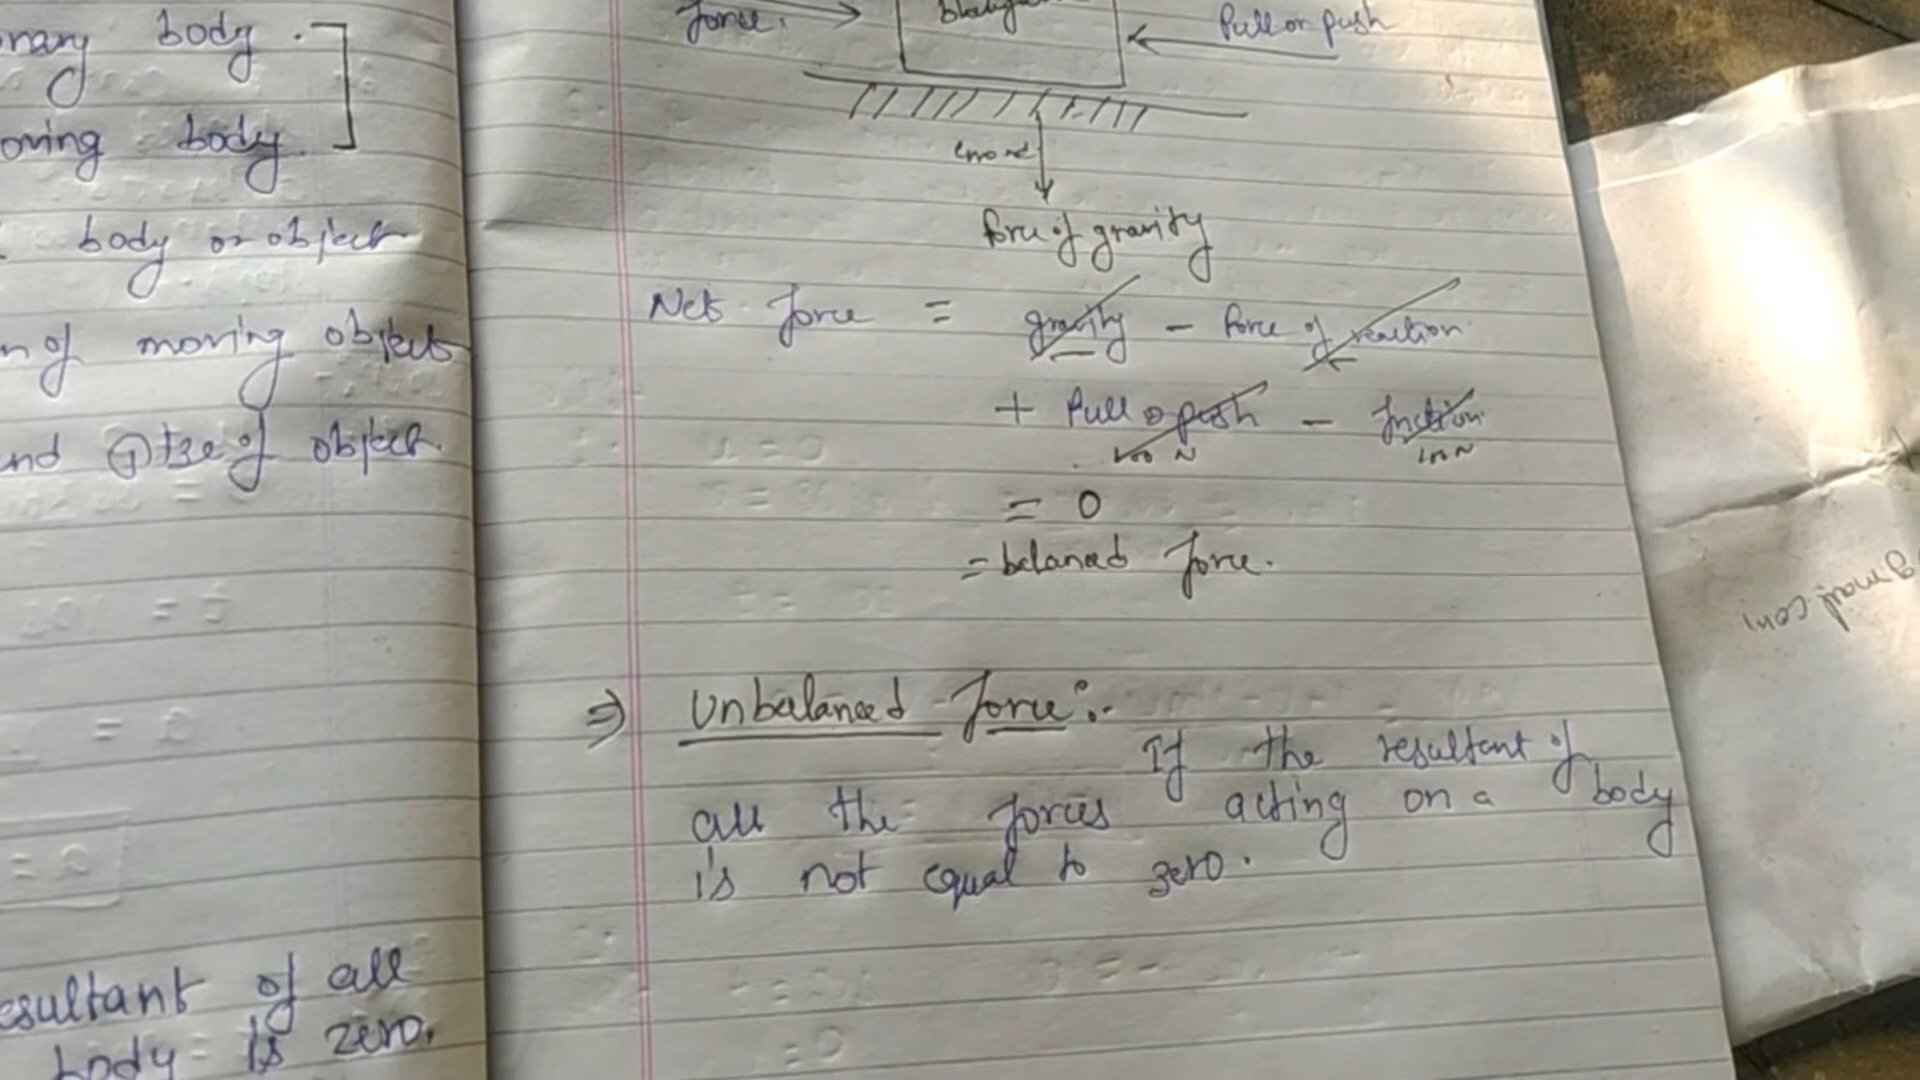 nary body .
oving body
body or object
n of moving object
and size of object.
esultant of all
body is zero.
force.
Pull or push
force of gravity
Net force = gravity - force of reaction
+ Pull o push - friction
100 N 100 N
= 0
= balanced force.
⇒ Unbalanced force :-
If the resultant of
all the forces acting on a body
is not equal to zero.
gmail.com